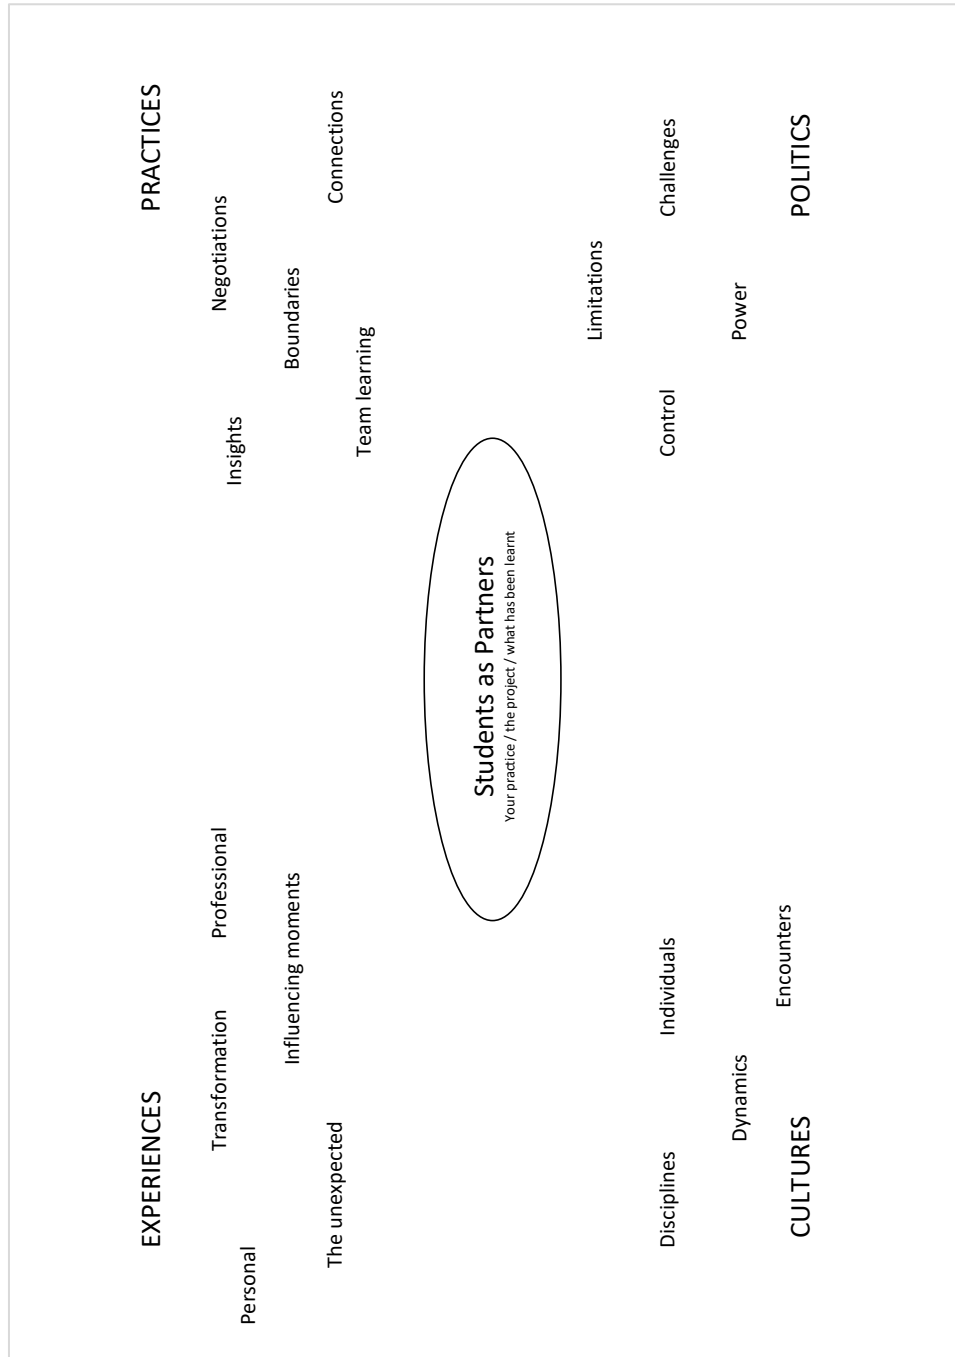 EXPERIENCES
Personal
Transformation
Professional
Influencing moments
The unexpected
PRACTICES
Insights
Negotiations
Boundaries
Connections
Team learning
Students as Partners
Your practice / the project / what has been learnt
Disciplines
Individuals
Dynamics
Encounters
CULTURES
Limitations
Control
Challenges
Power
POLITICS